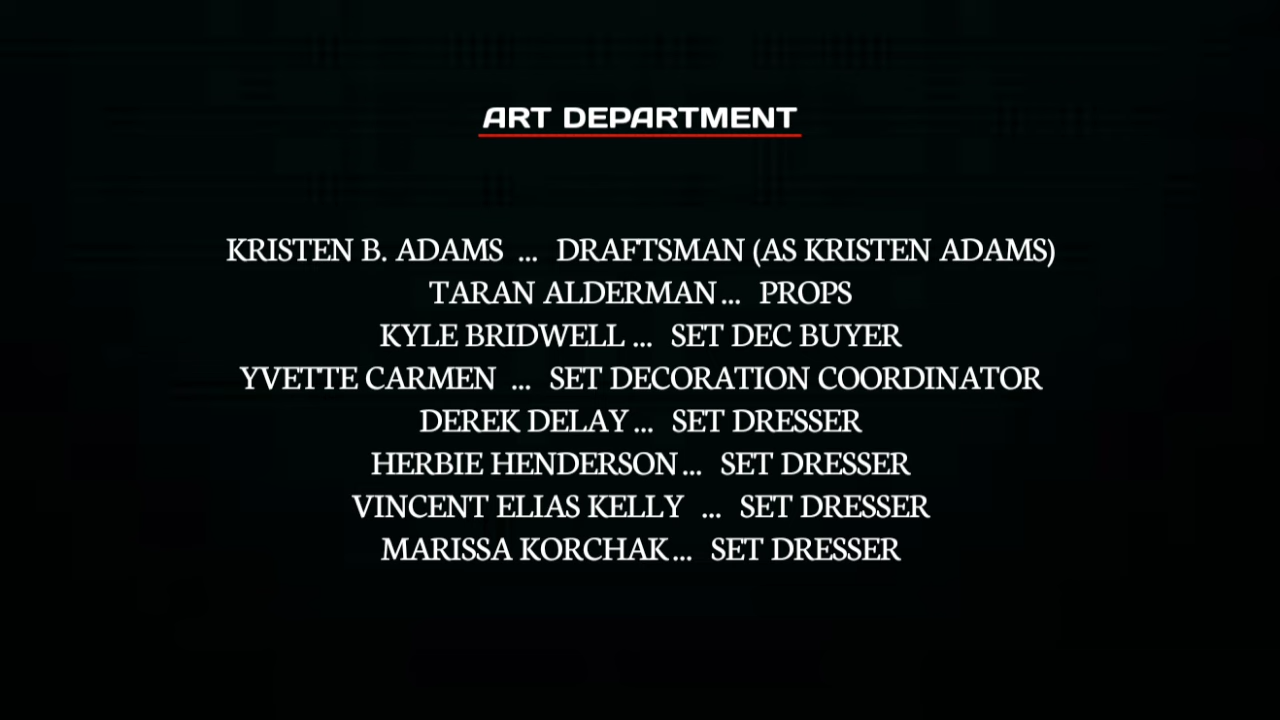 ART DEPARTMENT
KRISTEN B. ADAMS ... DRAFTSMAN (AS KRISTEN ADAMS)
TARAN ALDERMAN ... PROPS
KYLE BRIDWELL ... SET DEC BUYER
YVETTE CARMEN ... SET DECORATION COORDINATOR
DEREK DELAY ... SET DRESSER
HERBIE HENDERSON ... SET DRESSER
VINCENT ELIAS KELLY ... SET DRESSER
MARISSA KORCHAK ... SET DRESSER